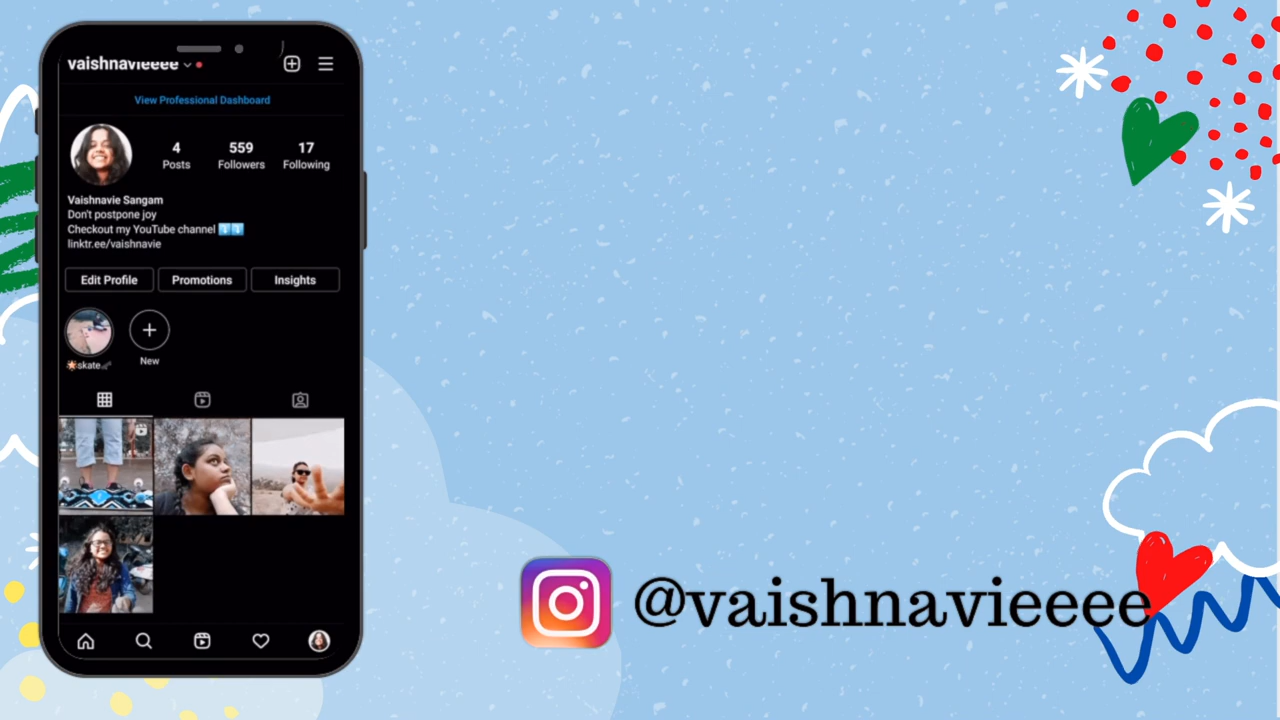 vaishnavieeee
View Professional Dashboard
4 559 17
Posts Followers Following
Vaishnavie Sangam
Don't postpone joy
Checkout my YouTube channel ⬇️⬇️
linktr.ee/vaishnavie
Edit Profile Promotions Insights
🌟skate🛹
New
@vaishnavieeee